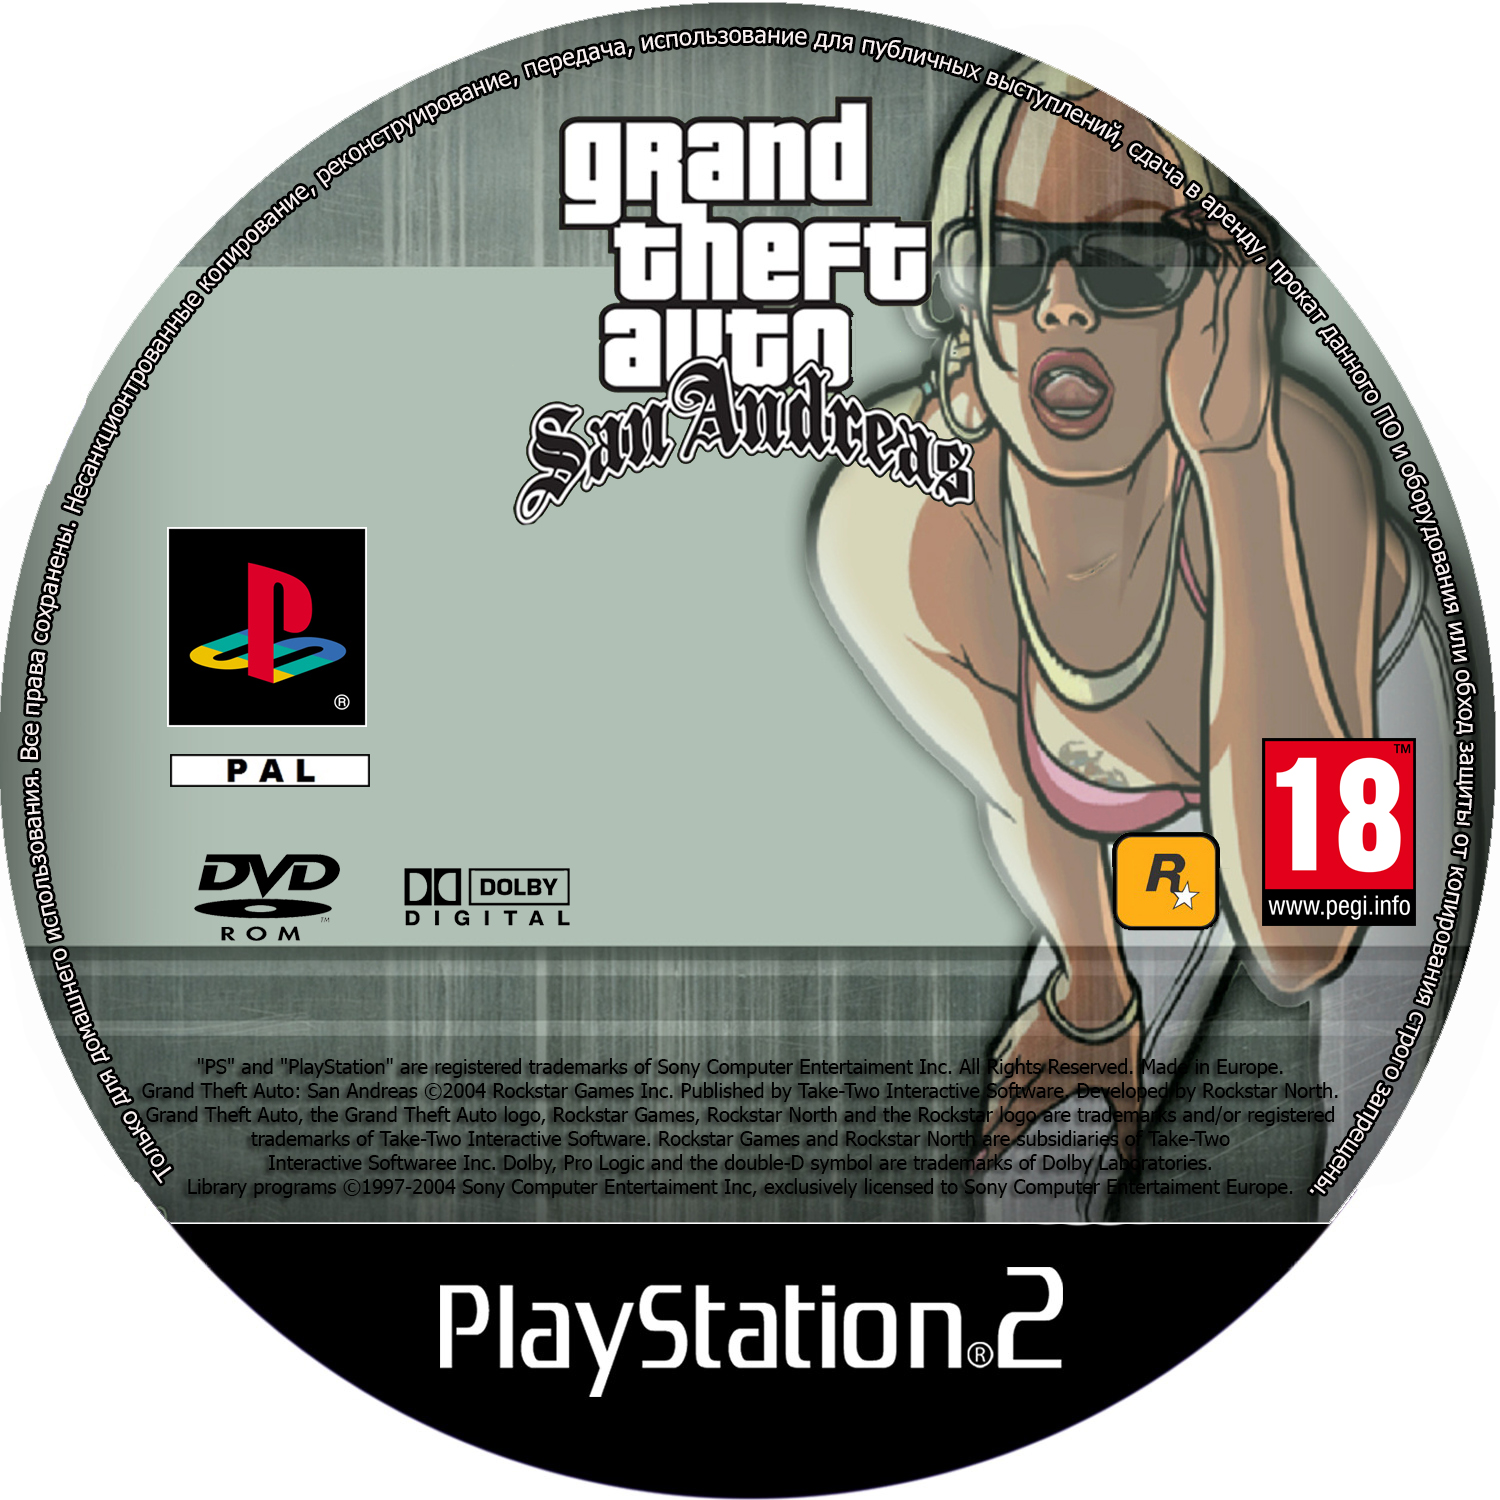 Только для домашнего использования. Все права сохранены. Несанкционтрованные копирование, реконструирование, передача, использование для публичных выступлений, сдача в аренду, прокат данного ПО и оборудования или обход защиты от копирования строго запрещены.
grand
theft
auto
San Andreas
®
PAL
18
TM
www.pegi.info
R
DVD
TM
ROM
DOLBY
DIGITAL
"PS" and "PlayStation" are registered trademarks of Sony Computer Entertaiment Inc. All Rights Reserved. Made in Europe.
Grand Theft Auto: San Andreas ©2004 Rockstar Games Inc. Published by Take-Two Interactive Software. Developed by Rockstar North.
Grand Theft Auto, the Grand Theft Auto logo, Rockstar Games, Rockstar North and the Rockstar logo are trademarks and/or registered
trademarks of Take-Two Interactive Software. Rockstar Games and Rockstar North are subsidiaries of Take-Two
Interactive Softwaree Inc. Dolby, Pro Logic and the double-D symbol are trademarks of Dolby Laboratories.
Library programs ©1997-2004 Sony Computer Entertaiment Inc, exclusively licensed to Sony Computer Entertaiment Europe.
PlayStation®2